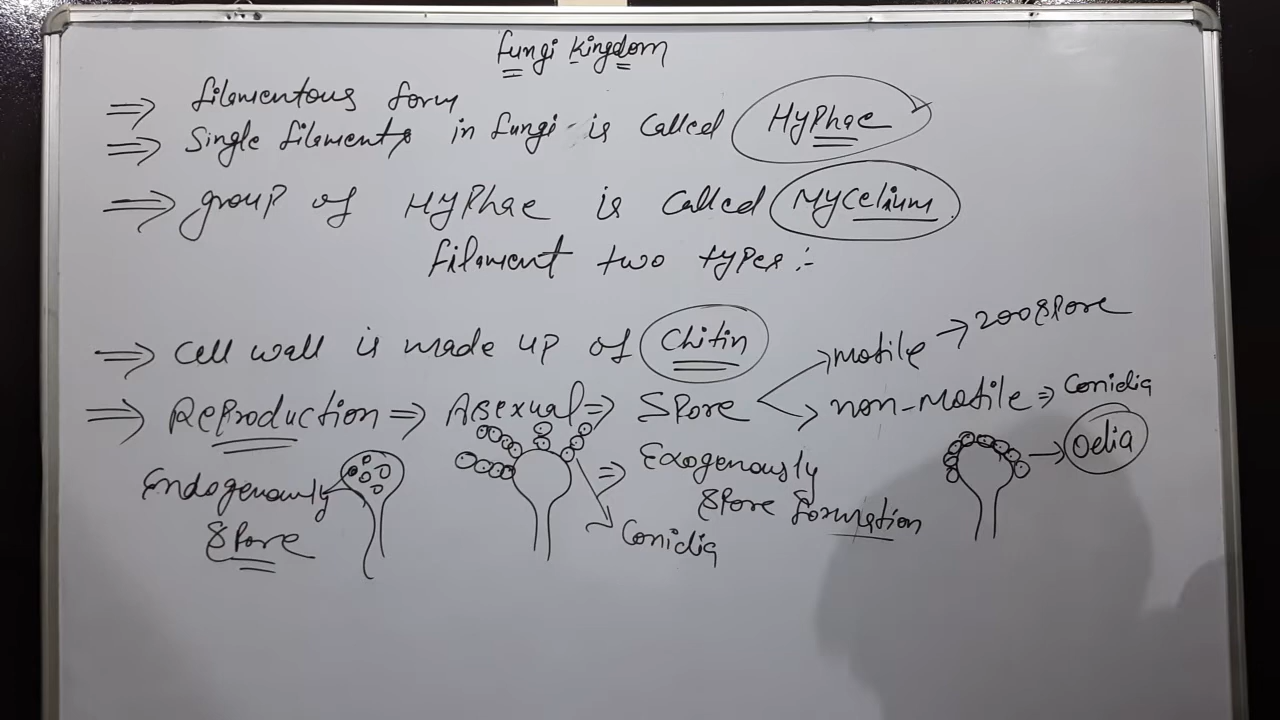 Fungi Kingdom
⇒ filamentous form
⇒ Single filaments in fungi is called HyPhae
⇒ group of HyPhae is called Mycelium
filament two types :-
⇒ Cell wall is made up of Chitin
motile → zoospore
⇒ Reproduction ⇒ Asexual ⇒ Spore
non-motile ⇒ Conidia
Endogenously
Spore
Conidia
⇒ Exogenously
Spore formation
→ Oelia